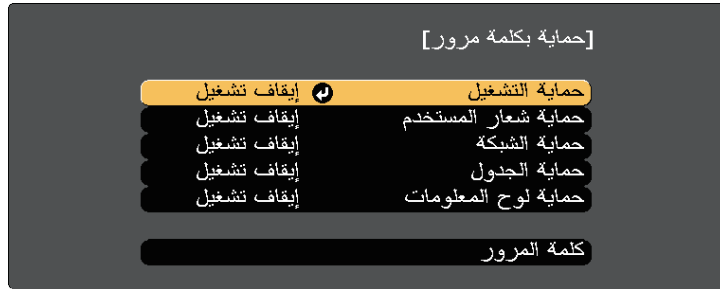 [حماية بكلمة مرور]
حماية التشغيل إيقاف تشغيل
حماية شعار المستخدم إيقاف تشغيل
حماية الشبكة إيقاف تشغيل
حماية الجدول إيقاف تشغيل
حماية لوح المعلومات إيقاف تشغيل
كلمة المرور